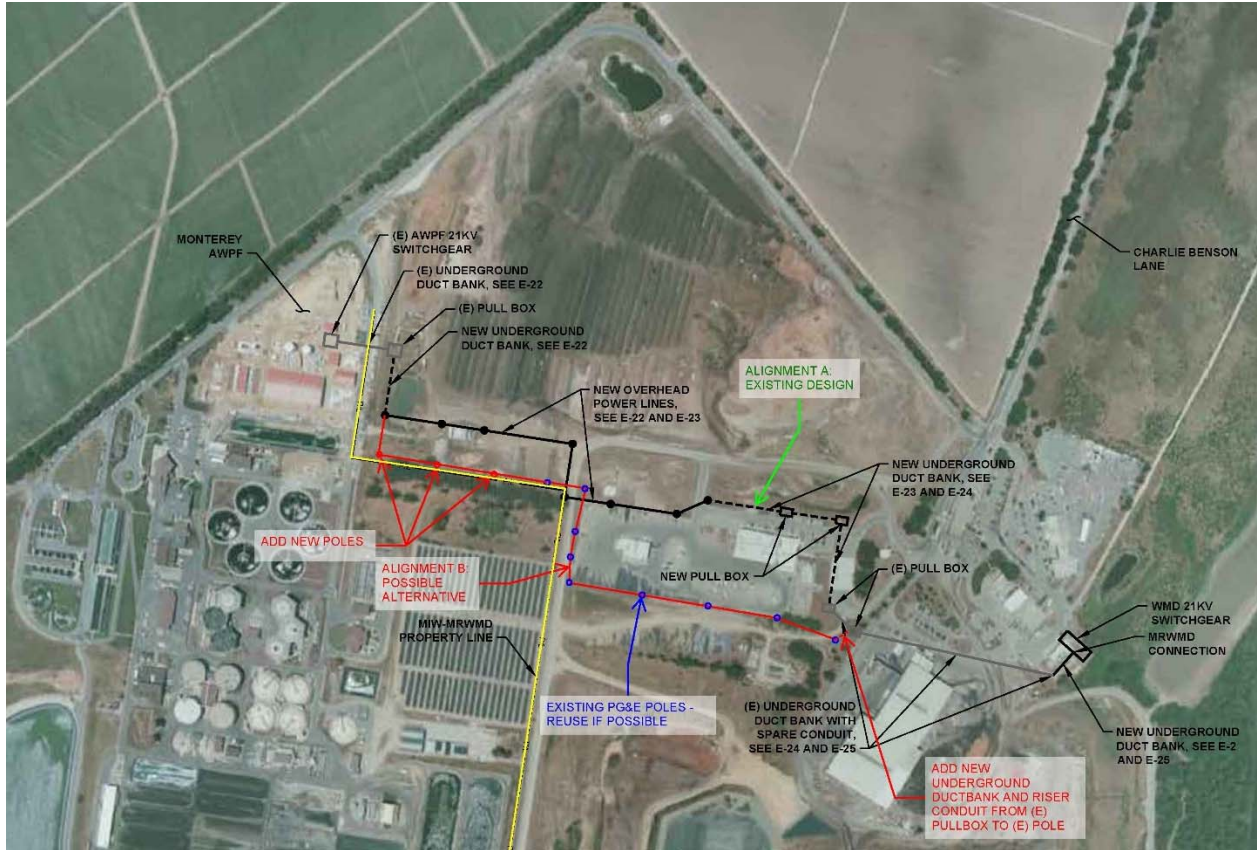 MONTEREY
AWPF
(E) AWPF 21KV
SWITCHGEAR
(E) UNDERGROUND
DUCT BANK, SEE E-22
(E) PULL BOX
NEW UNDERGROUND
DUCT BANK, SEE E-22
CHARLIE BENSON
LANE
NEW OVERHEAD
POWER LINES,
SEE E-22 AND E-23
ALIGNMENT A:
EXISTING DESIGN
NEW UNDERGROUND
DUCT BANK, SEE
E-23 AND E-24
ADD NEW POLES
ALIGNMENT B:
POSSIBLE
ALTERNATIVE
NEW PULL BOX
(E) PULL BOX
MIW-MRWMD
PROPERTY LINE
WMD 21KV
SWITCHGEAR
MRWMD
CONNECTION
EXISTING PG&E POLES -
REUSE IF POSSIBLE
(E) UNDERGROUND
DUCT BANK WITH
SPARE CONDUIT,
SEE E-24 AND E-25
NEW UNDERGROUND
DUCT BANK, SEE E-2
AND E-25
ADD NEW
UNDERGROUND
DUCTBANK AND RISER
CONDUIT FROM (E)
PULLBOX TO (E) POLE